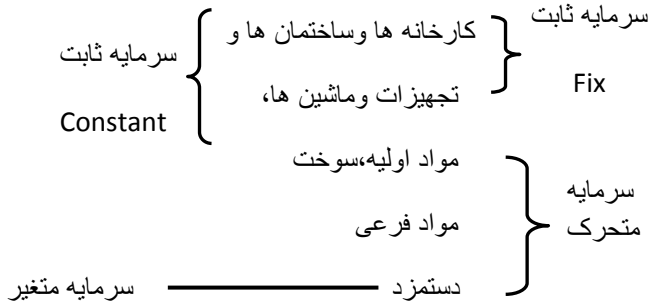 سرمایه ثابت
Fix
کارخانه ها وساختمان ها و
تجهیزات وماشین ها،
سرمایه ثابت
Constant
مواد اولیه،سوخت
مواد فرعی
سرمایه
متحرک
دستمزد
سرمایه متغیر